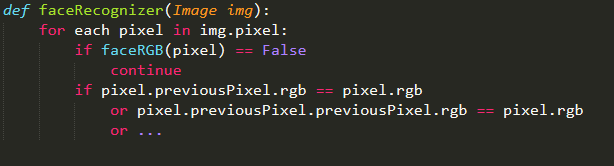 def faceRecognizer(Image img):
for each pixel in img.pixel:
if faceRGB(pixel) == False
continue
if pixel.previousPixel.rgb == pixel.rgb
or pixel.previousPixel.previousPixel.rgb == pixel.rgb
or ...